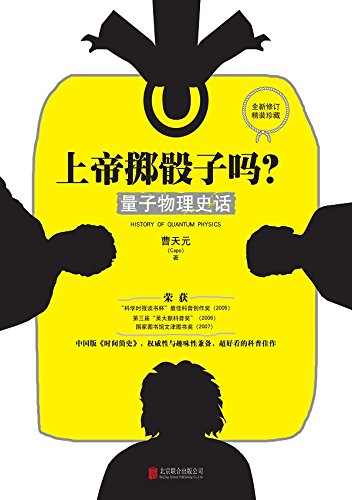 全新修订
精装珍藏
上帝掷骰子吗？
量子物理史话
HISTORY OF QUANTUM PHYSICS
曹天元
(Capo)
著
荣 获
“科学时报读书杯”最佳科普创作奖（2005）
第三届“吴大猷科普奖”（2006）
国家图书馆文津图书奖（2007）
中国版《时间简史》，权威性与趣味性兼备，超好看的科普佳作
北京联合出版公司
Beijing United Publishing Co.,Ltd.